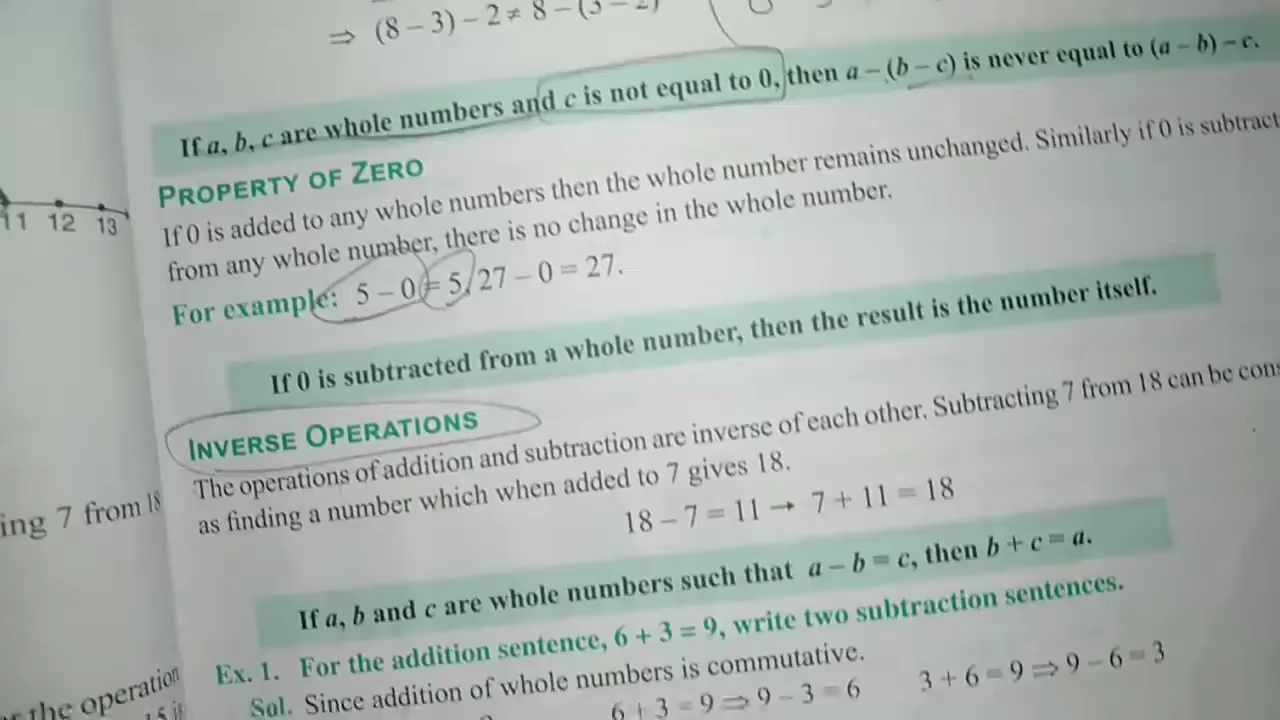 ⇒ (8 – 3) – 2 ≠ 8 – (3 – 2)
If a, b, c are whole numbers and c is not equal to 0, then a – (b – c) is never equal to (a – b) – c.
PROPERTY OF ZERO
If 0 is added to any whole numbers then the whole number remains unchanged. Similarly if 0 is subtract
from any whole number, there is no change in the whole number.
For example: 5 – 0 = 5, 27 – 0 = 27.
If 0 is subtracted from a whole number, then the result is the number itself.
INVERSE OPERATIONS
The operations of addition and subtraction are inverse of each other. Subtracting 7 from 18 can be cons
as finding a number which when added to 7 gives 18.
18 – 7 = 11 → 7 + 11 = 18
If a, b and c are whole numbers such that a – b = c, then b + c = a.
Ex. 1. For the addition sentence, 6 + 3 = 9, write two subtraction sentences.
Sol. Since addition of whole numbers is commutative.
6 + 3 = 9 ⇒ 9 – 3 = 6 3 + 6 = 9 ⇒ 9 – 6 = 3
11 12 13
ing 7 from 18
the operation